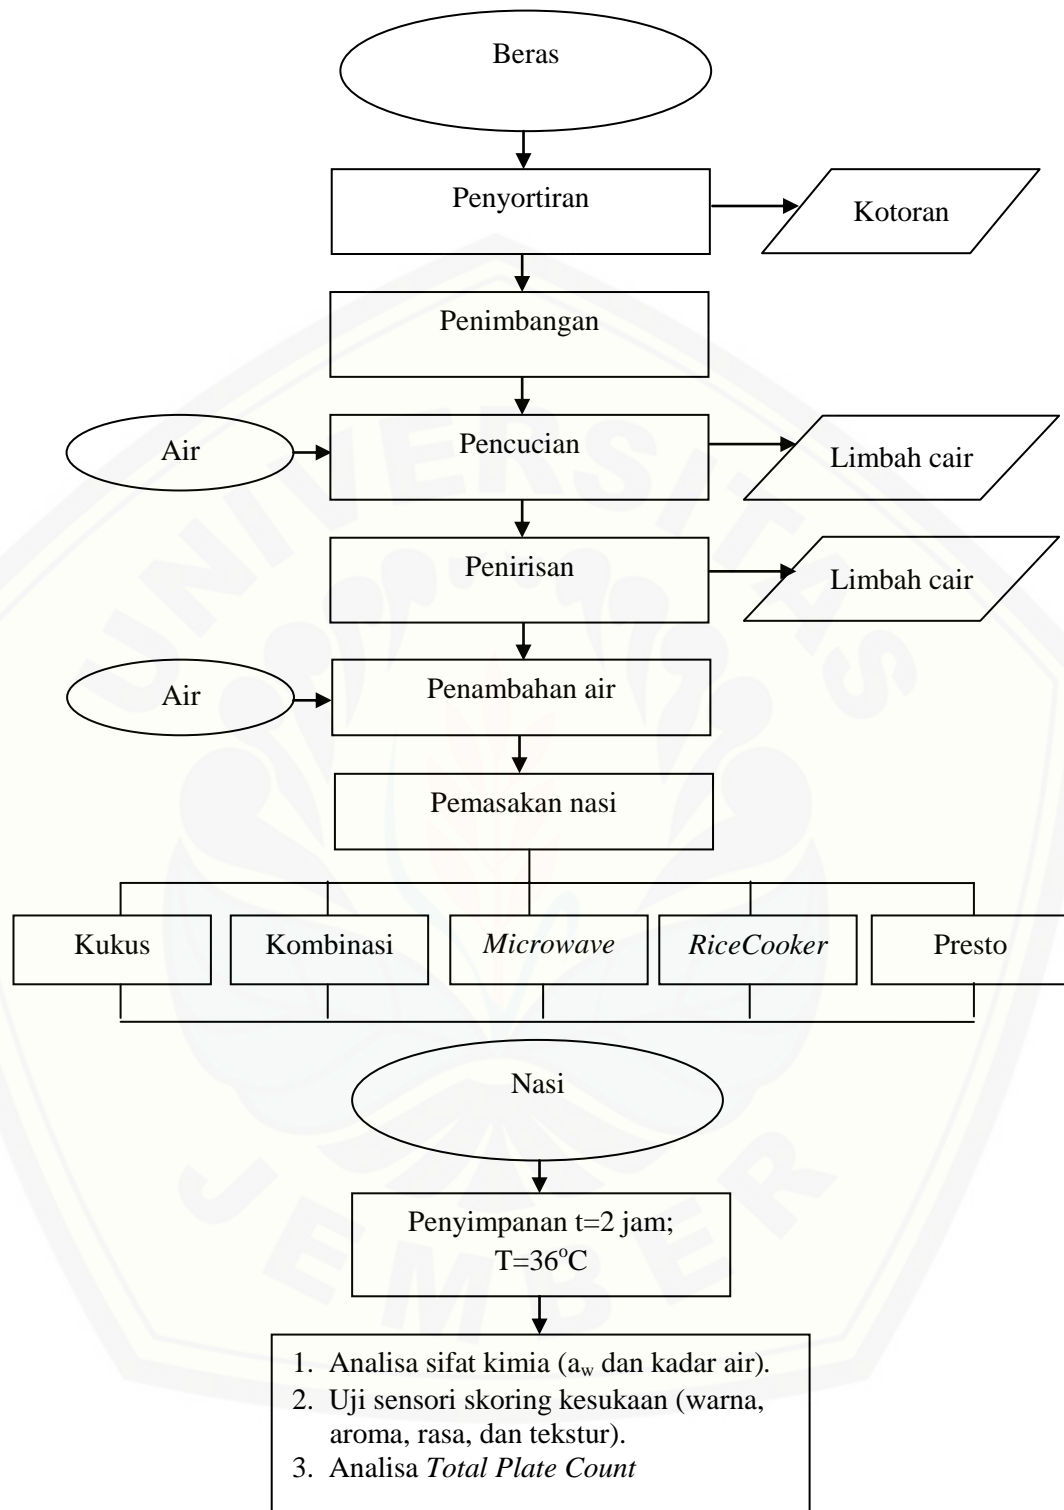 Beras
Penyortiran
Kotoran
Penimbangan
Air
Pencucian
Limbah cair
Penirisan
Limbah cair
Air
Penambahan air
Pemasakan nasi
Kukus
Kombinasi
Microwave
RiceCooker
Presto
Nasi
Penyimpanan t=2 jam;
T=36°C
1. Analisa sifat kimia (aw dan kadar air).
2. Uji sensori skoring kesukaan (warna,
aroma, rasa, dan tekstur).
3. Analisa Total Plate Count
UNIVERSITAS
JEMBER